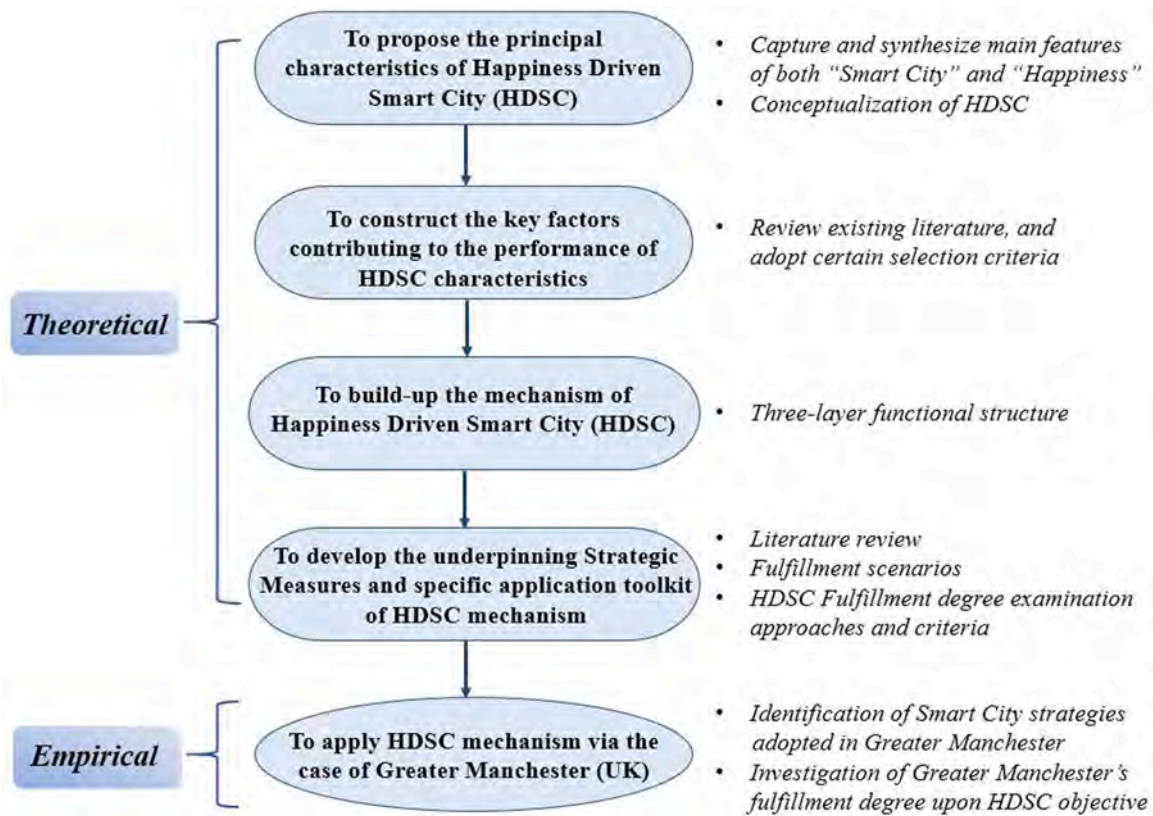 To propose the principal
characteristics of Happiness Driven
Smart City (HDSC)
• Capture and synthesize main features
of both “Smart City” and “Happiness”
• Conceptualization of HDSC
To construct the key factors
contributing to the performance of
HDSC characteristics
• Review existing literature, and
adopt certain selection criteria
Theoretical
To build-up the mechanism of
Happiness Driven Smart City (HDSC)
• Three-layer functional structure
To develop the underpinning Strategic
Measures and specific application toolkit
of HDSC mechanism
• Literature review
• Fulfillment scenarios
• HDSC Fulfillment degree examination
approaches and criteria
Empirical
To apply HDSC mechanism via the
case of Greater Manchester (UK)
• Identification of Smart City strategies
adopted in Greater Manchester
• Investigation of Greater Manchester’s
fulfillment degree upon HDSC objective